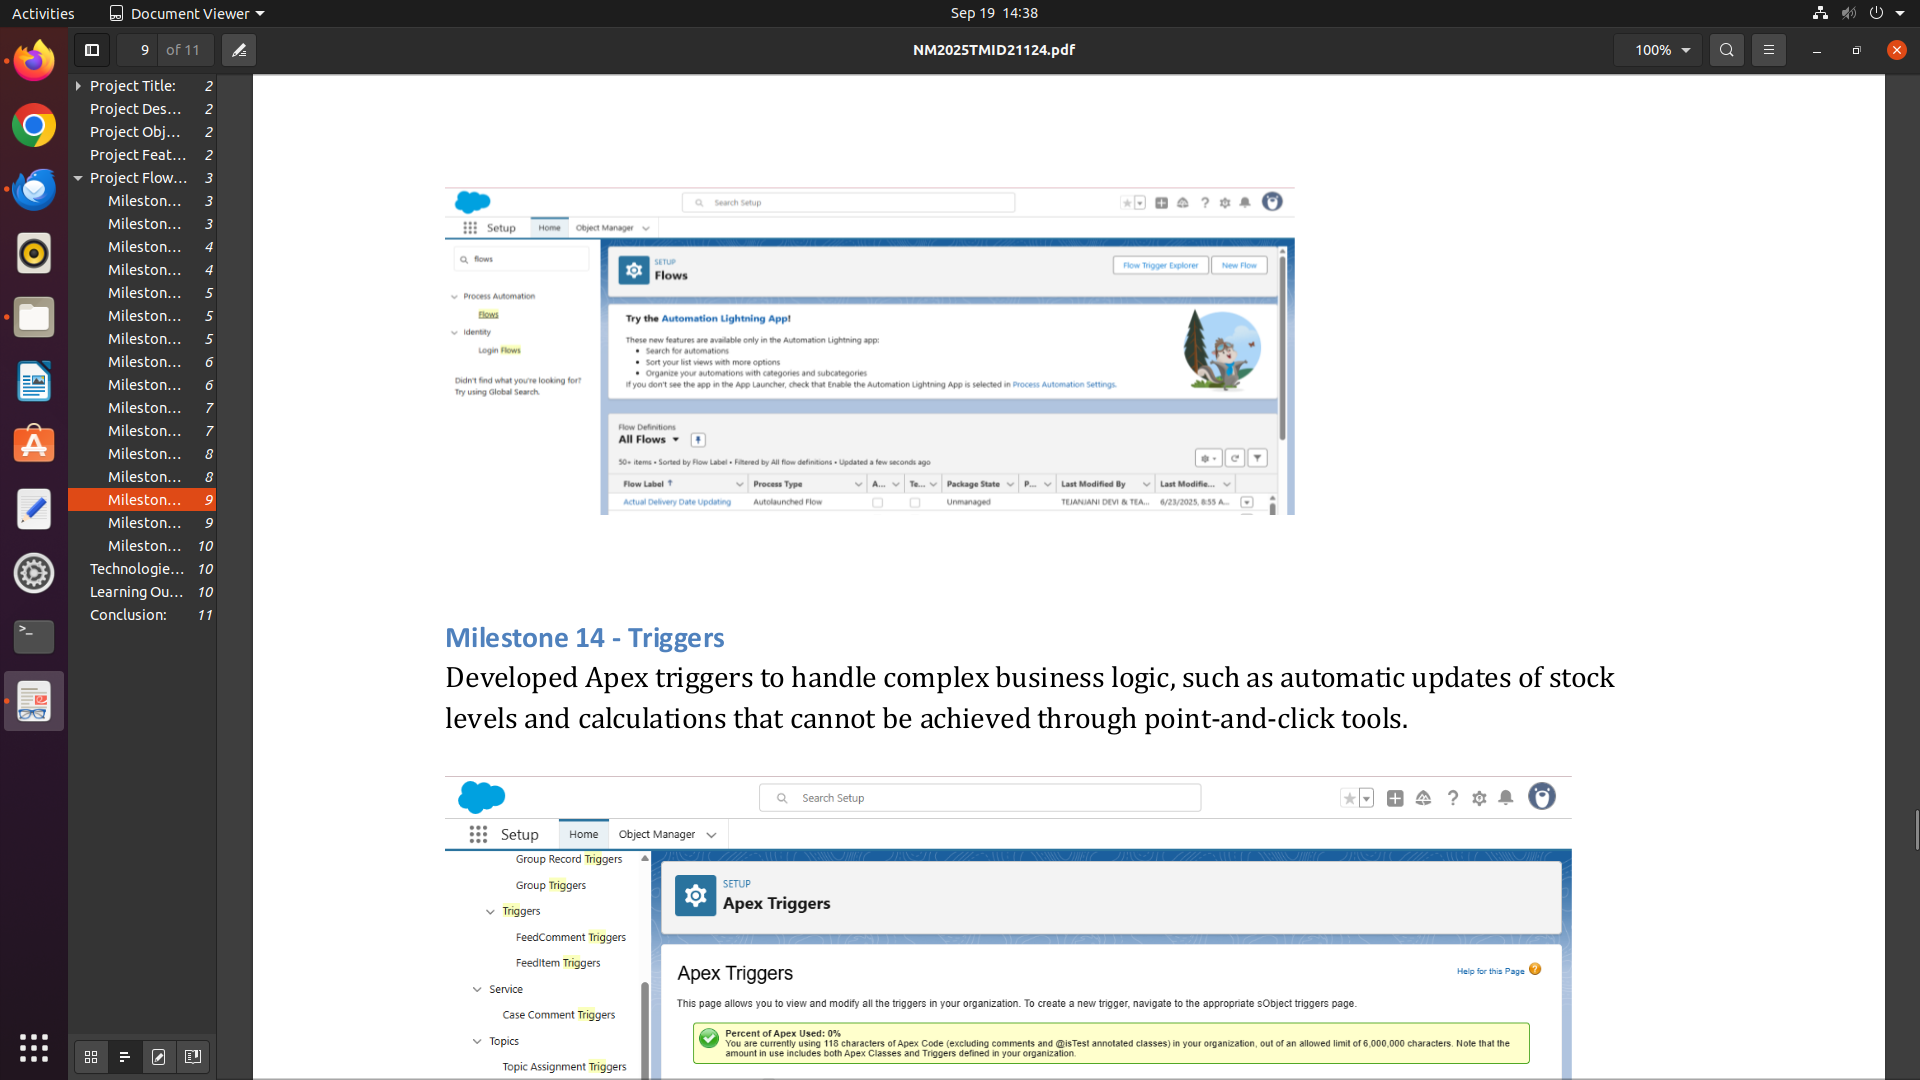 Activities
Document Viewer
Sep 19 14:38
9
of 11
NM2025TMID21124.pdf
100%
Project Title: 2
Project Des... 2
Project Obj... 2
Project Feat... 2
Project Flow... 3
Mileston... 3
Mileston... 3
Mileston... 4
Mileston... 4
Mileston... 5
Mileston... 5
Mileston... 5
Mileston... 6
Mileston... 6
Mileston... 7
Mileston... 7
Mileston... 8
Mileston... 8
Mileston... 9
Mileston... 9
Mileston... 10
Technologie... 10
Learning Ou... 10
Conclusion: 11
Search Setup
Setup
Home
Object Manager
flows
Process Automation
Flows
Identity
Login Flows
Didn't find what you're looking for?
Try using Global Search.
SETUP
Flows
Flow Trigger Explorer
New Flow
Try the Automation Lightning App!
These new features are available only in the Automation Lightning app:
• Search for automations
• Sort your list views with more options
• Organize your automations with categories and subcategories
If you don't see the app in the App Launcher, check that Enable the Automation Lightning App is selected in Process Automation Settings.
Flow Definitions
All Flows
50+ items • Sorted by Flow Label • Filtered by All flow definitions • Updated a few seconds ago
Flow Label ↑ Process Type A... Te... Package State P... Last Modified By Last Modifie...
Actual Delivery Date Updating Autolaunched Flow Unmanaged TEJANJANI DEVI & TEA... 6/23/2025, 8:55 A...
Milestone 14 - Triggers
Developed Apex triggers to handle complex business logic, such as automatic updates of stock
levels and calculations that cannot be achieved through point-and-click tools.
Search Setup
Setup
Home
Object Manager
Group Record Triggers
Group Triggers
Triggers
FeedComment Triggers
FeedItem Triggers
Service
Case Comment Triggers
Topics
Topic Assignment Triggers
SETUP
Apex Triggers
Apex Triggers
Help for this Page
This page allows you to view and modify all the triggers in your organization. To create a new trigger, navigate to the appropriate sObject triggers page.
Percent of Apex Used: 0%
You are currently using 118 characters of Apex Code (excluding comments and @isTest annotated classes) in your organization, out of an allowed limit of 6,000,000 characters. Note that the
amount in use includes both Apex Classes and Triggers defined in your organization.